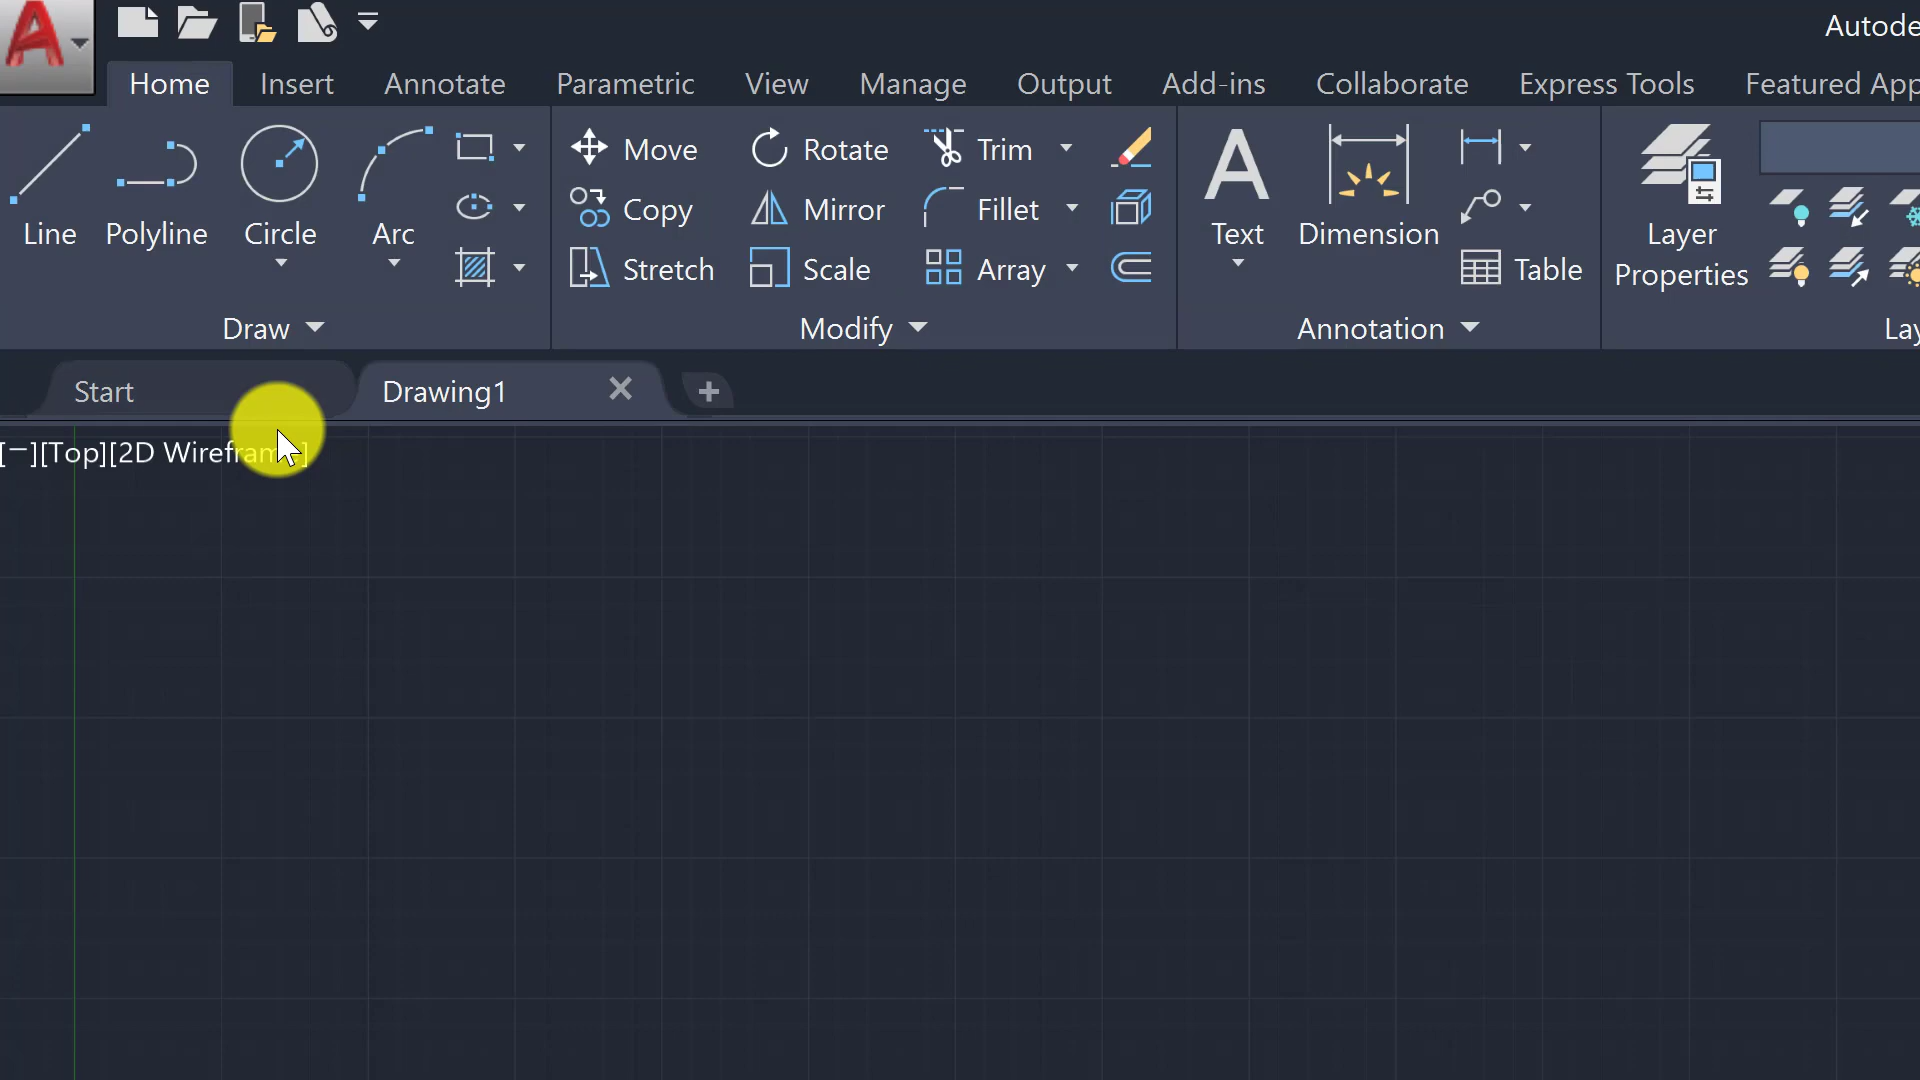 Autode
Home Insert Annotate Parametric View Manage Output Add-ins Collaborate Express Tools Featured App
Move Rotate Trim
Copy Mirror Fillet
Line Polyline Circle Arc Text Dimension Layer Properties
Stretch Scale Array Table
Draw Modify Annotation Lay
Start Drawing1
[−][Top][2D Wirefram ]